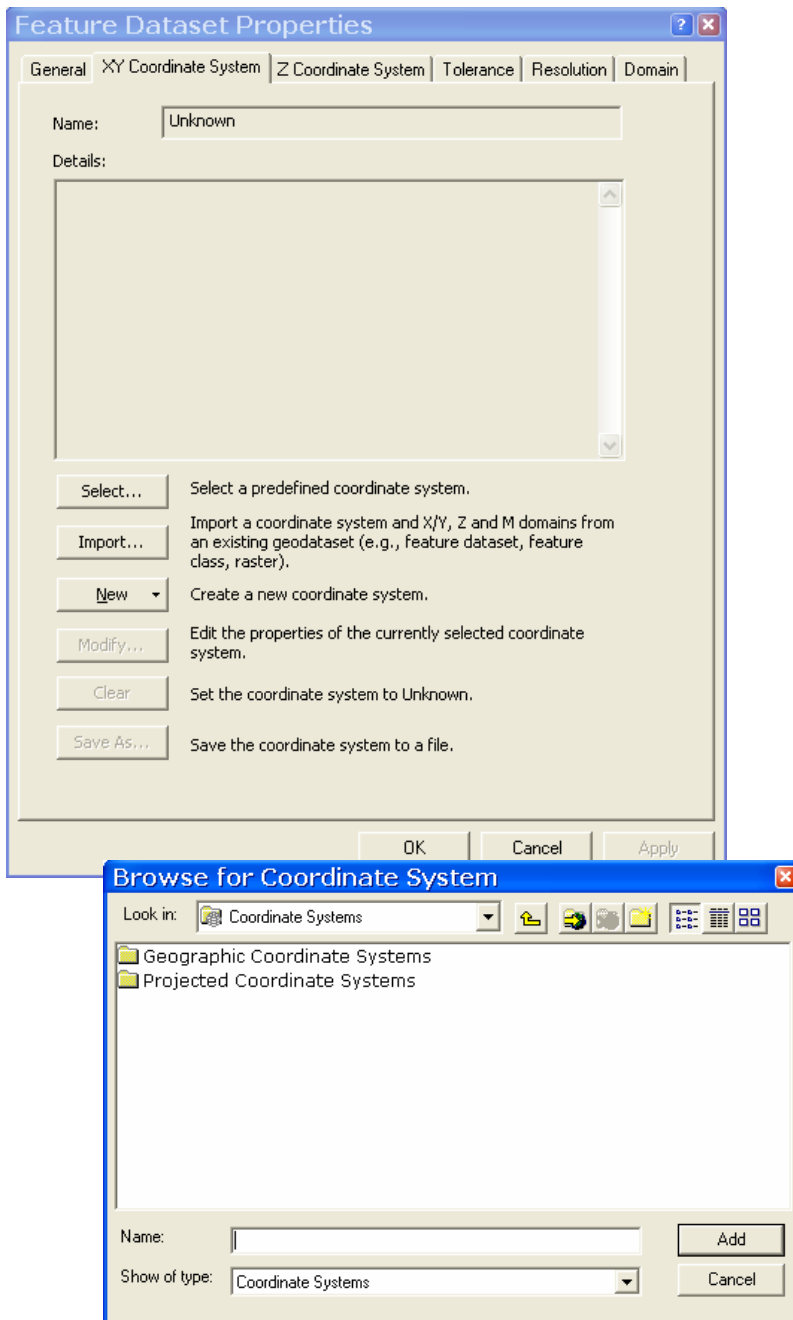 Feature Dataset Properties
General XY Coordinate System Z Coordinate System Tolerance Resolution Domain
Name: Unknown
Details:
Select... Select a predefined coordinate system.
Import... Import a coordinate system and X/Y, Z and M domains from
an existing geodataset (e.g., feature dataset, feature
class, raster).
New Create a new coordinate system.
Modify... Edit the properties of the currently selected coordinate
system.
Clear Set the coordinate system to Unknown.
Save As... Save the coordinate system to a file.
OK Cancel Apply
Browse for Coordinate System
Look in: Coordinate Systems
Geographic Coordinate Systems
Projected Coordinate Systems
Name: Add
Show of type: Coordinate Systems Cancel